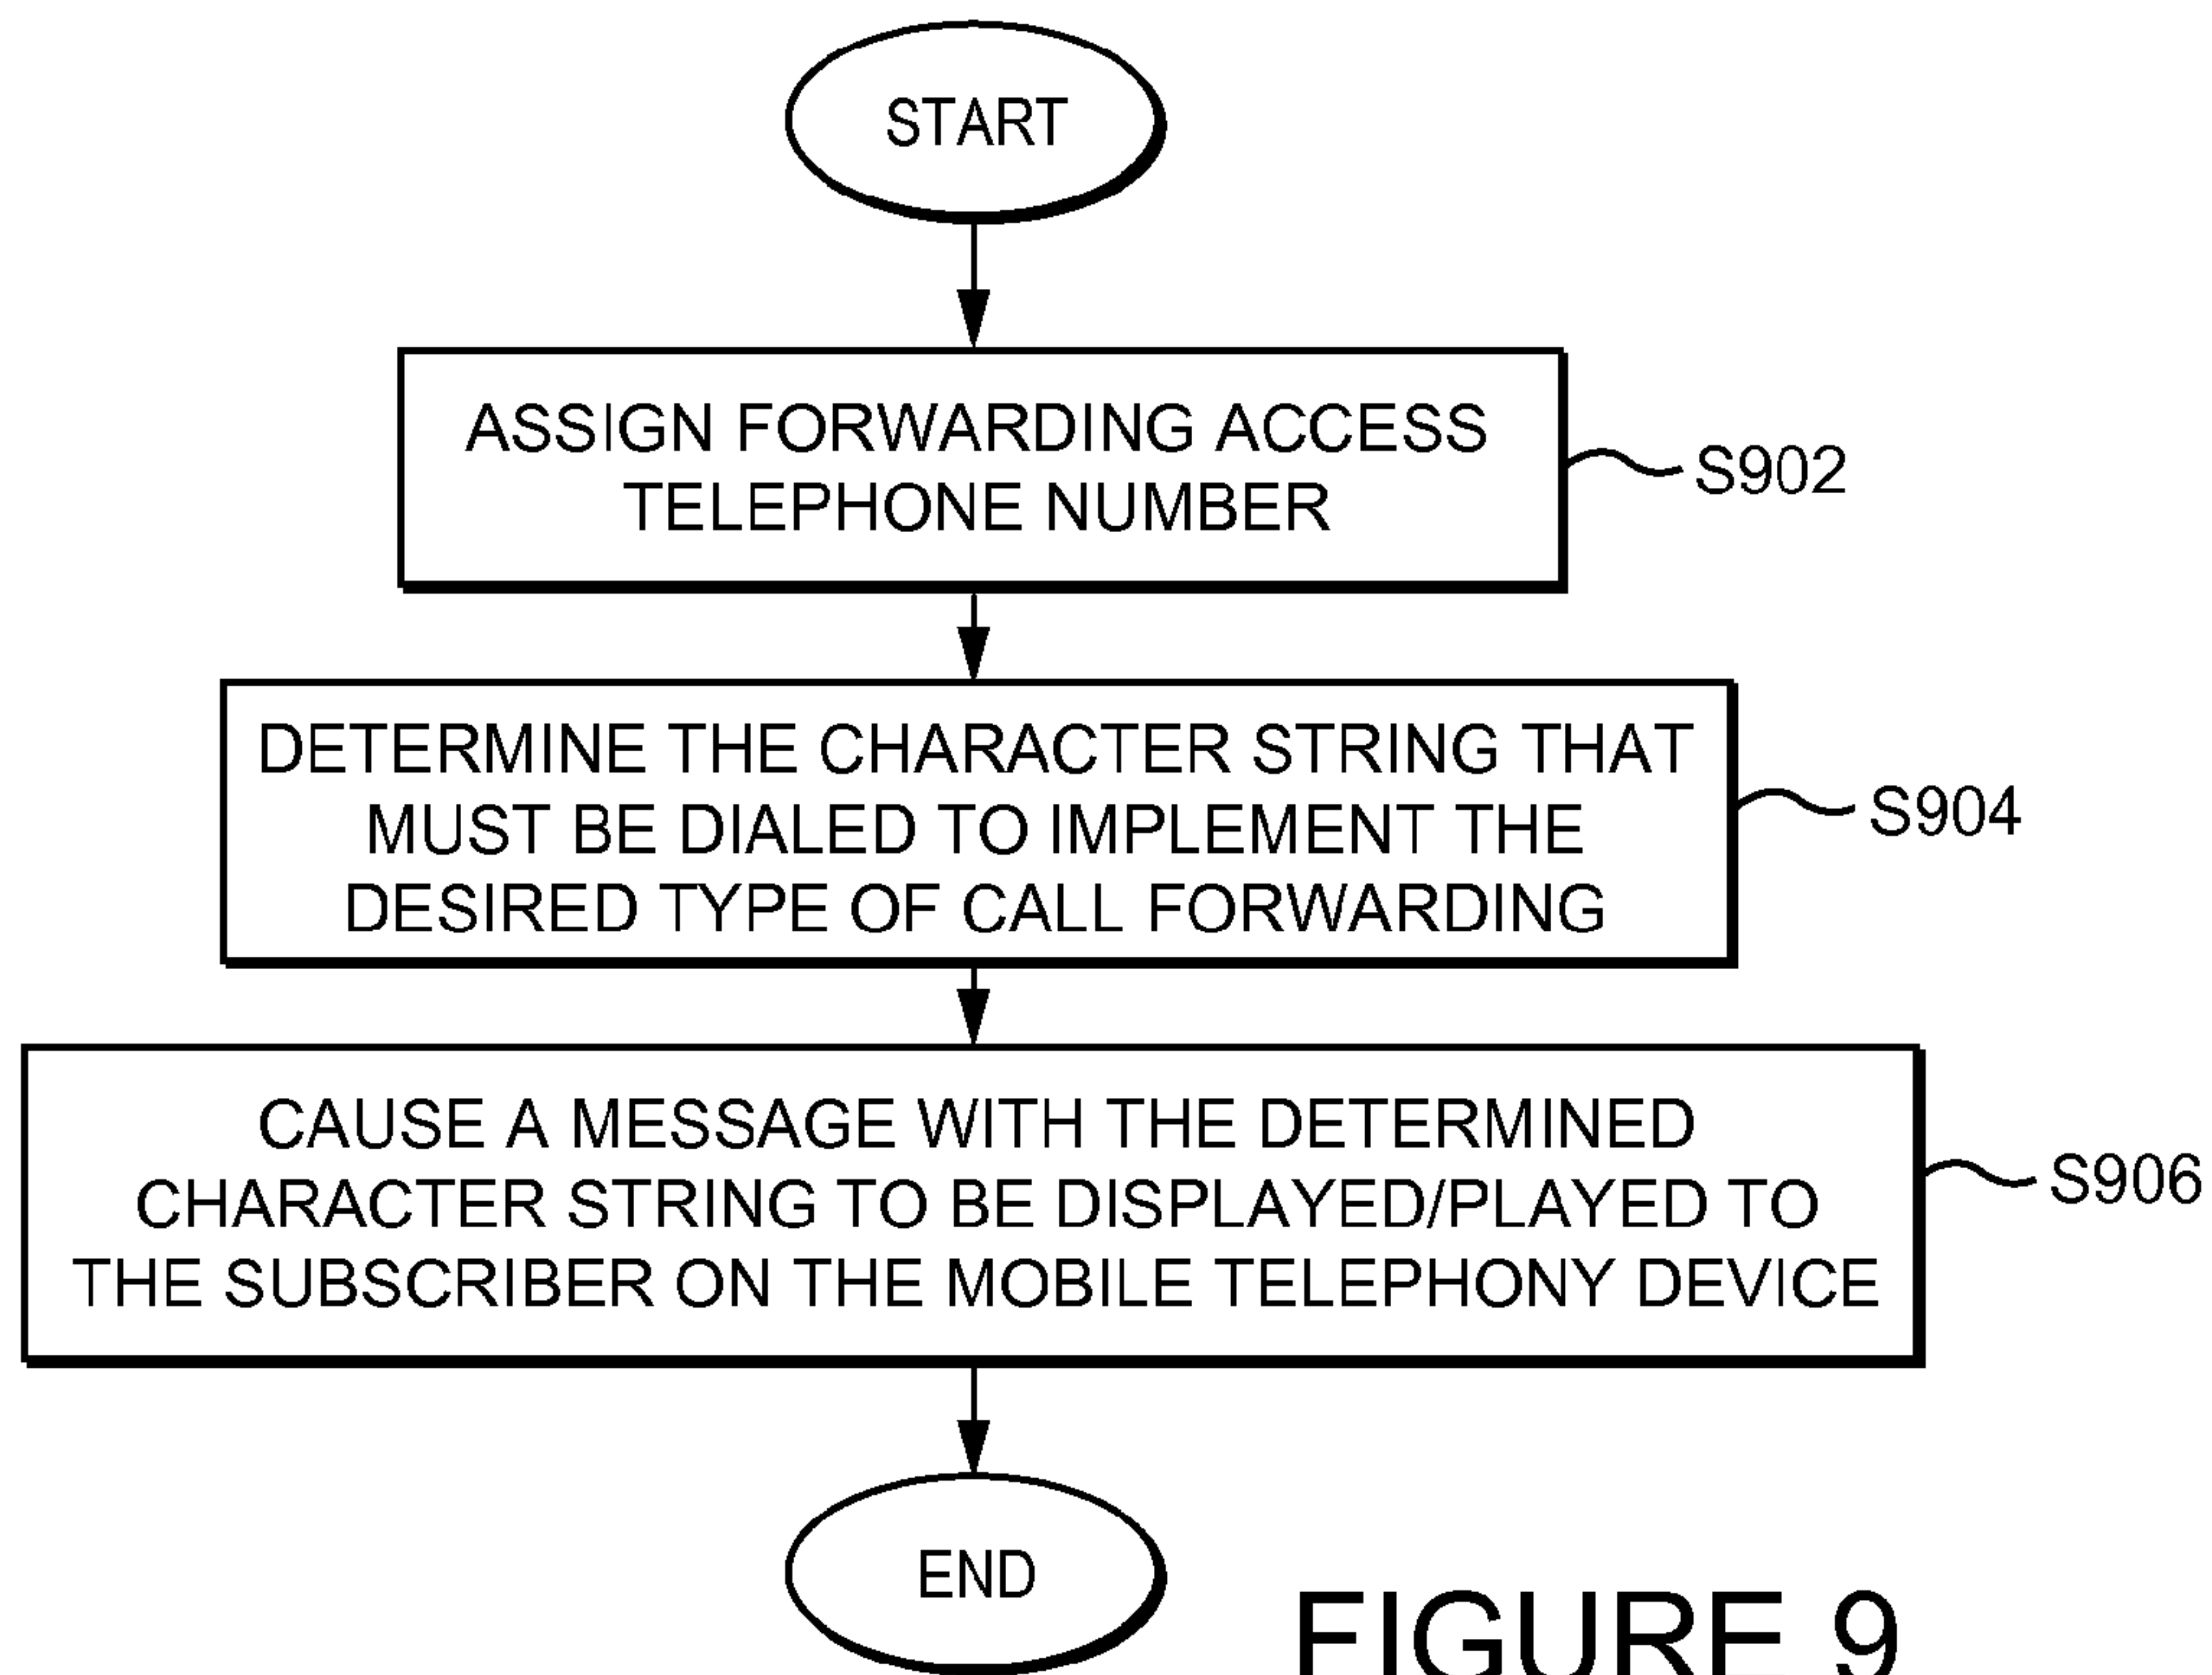 START
ASSIGN FORWARDING ACCESS
TELEPHONE NUMBER
S902
DETERMINE THE CHARACTER STRING THAT
MUST BE DIALED TO IMPLEMENT THE
DESIRED TYPE OF CALL FORWARDING
S904
CAUSE A MESSAGE WITH THE DETERMINED
CHARACTER STRING TO BE DISPLAYED/PLAYED TO
THE SUBSCRIBER ON THE MOBILE TELEPHONY DEVICE
S906
END
FIGURE 9